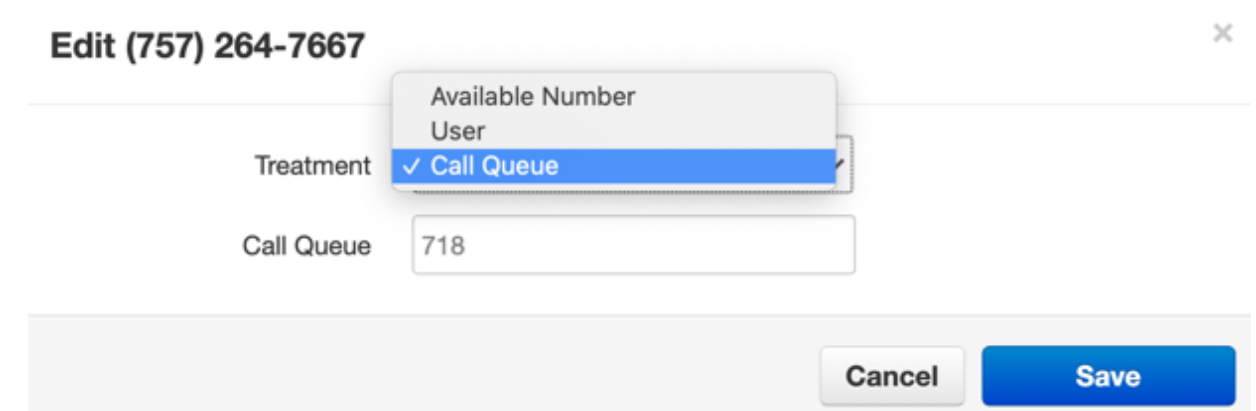 Edit (757) 264-7667
×
Available Number
User
Treatment ✓ Call Queue
Call Queue 718
Cancel Save